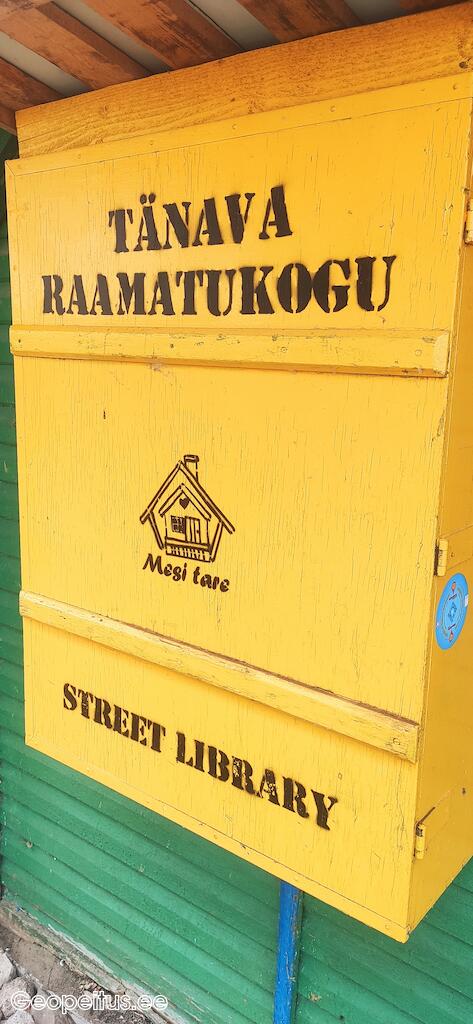 TÄNAVA
RAAMATUKOGU
Mesi tare
STREET LIBRARY
Geopeitus.ee